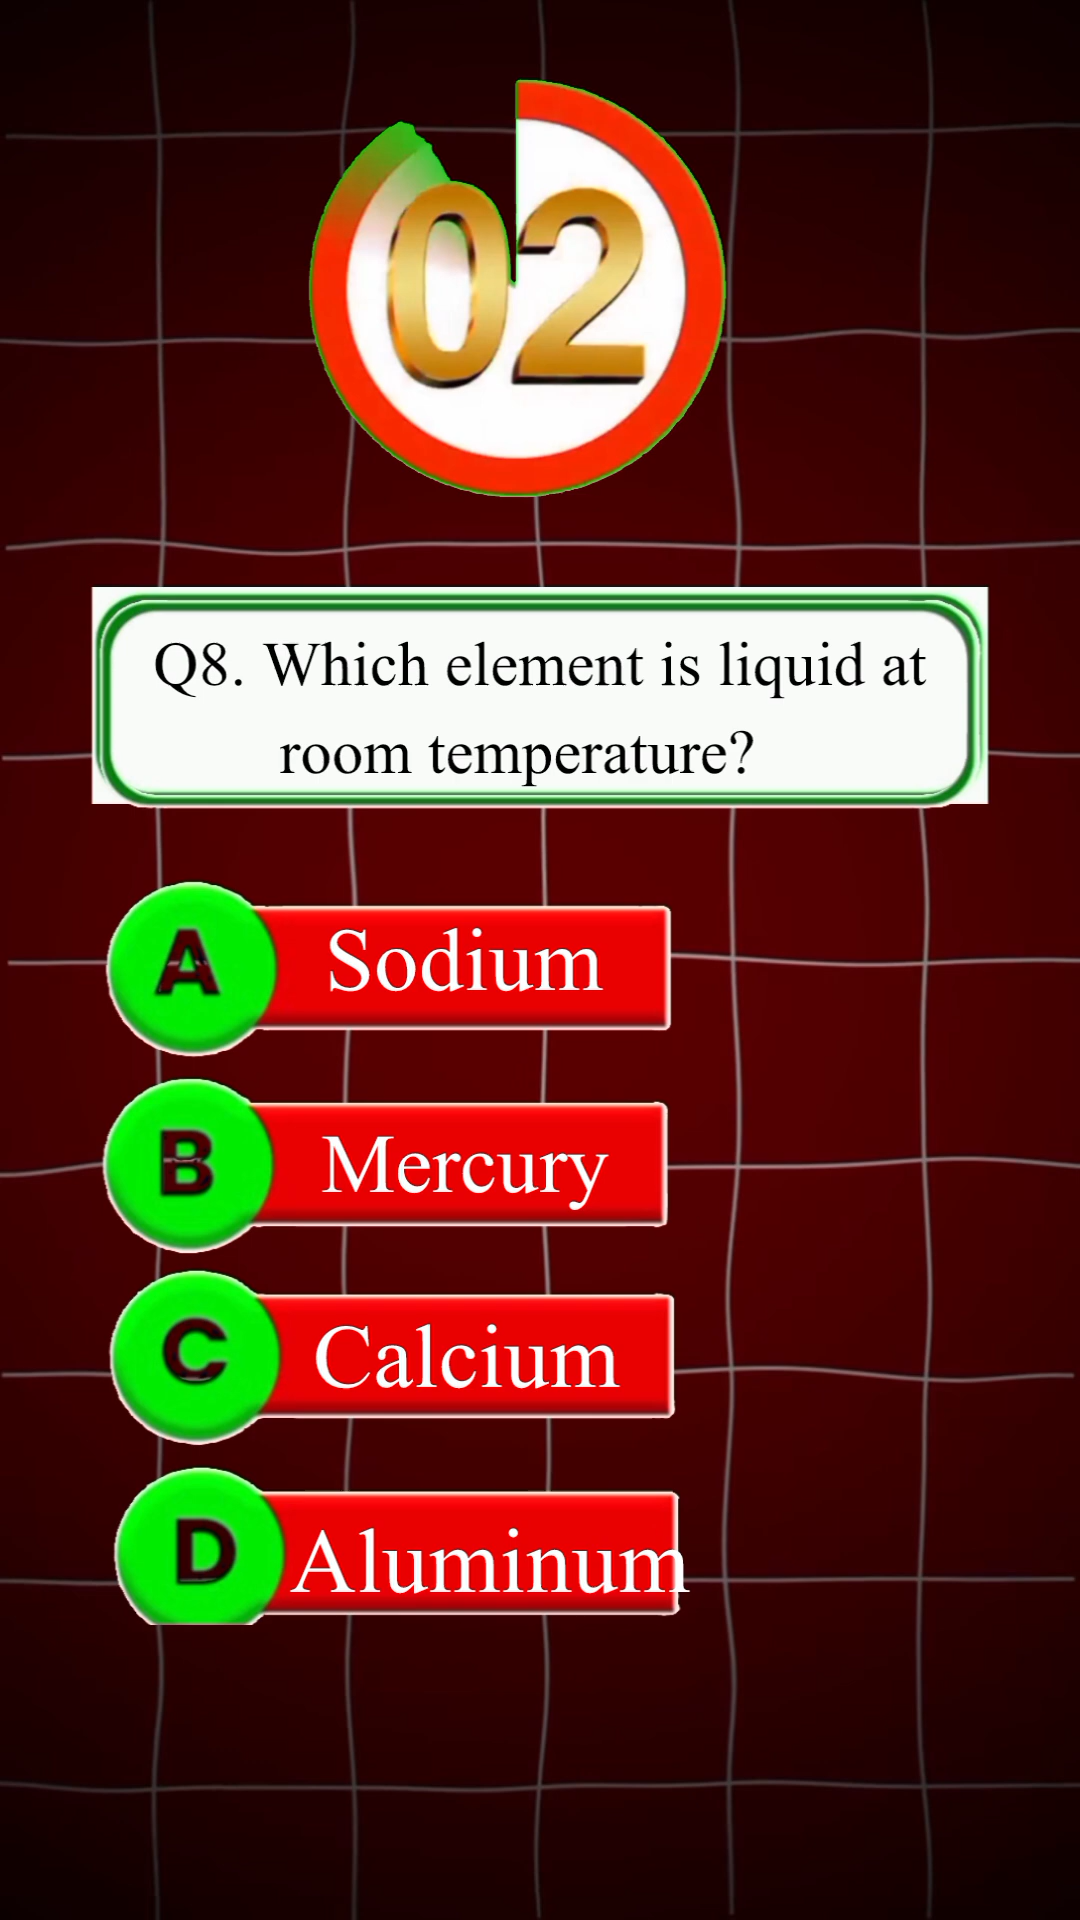 02
Q8. Which element is liquid at
room temperature?
A Sodium
B Mercury
C Calcium
D Aluminum